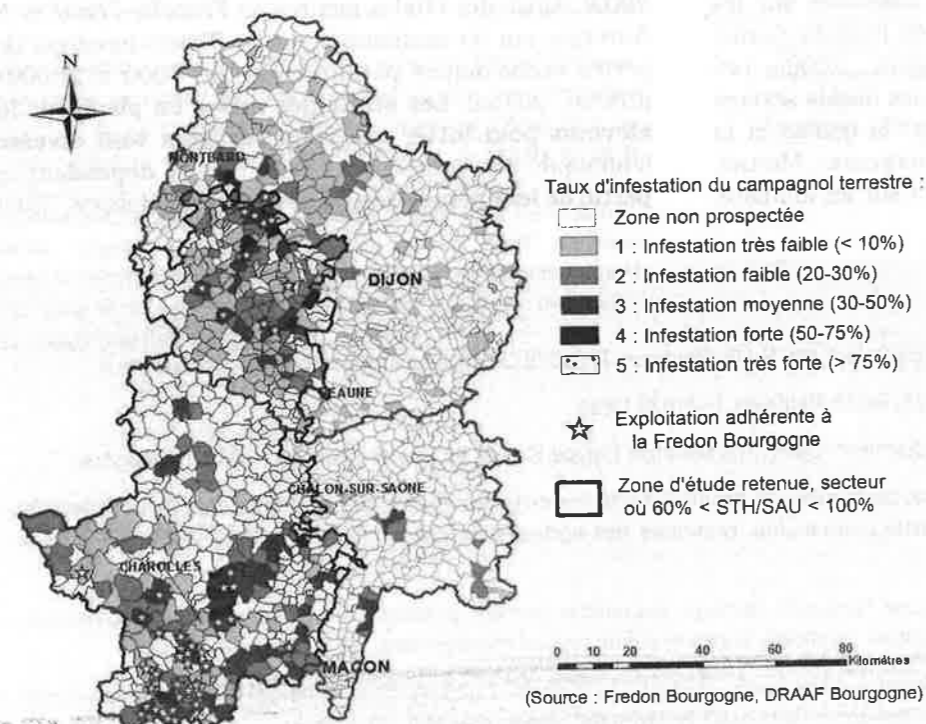 N
MONTBARD
DIJON
BEAUNE
CHALON-SUR-SAONE
CHAROLLES
MACON
Taux d'infestation du campagnol terrestre :
Zone non prospectée
1 : Infestation très faible (< 10%)
2 : Infestation faible (20-30%)
3 : Infestation moyenne (30-50%)
4 : Infestation forte (50-75%)
5 : Infestation très forte (> 75%)
Exploitation adhérente à
la Fredon Bourgogne
Zone d'étude retenue, secteur
où 60% < STH/SAU < 100%
0 10 20 40 60 80
Kilomètres
(Source : Fredon Bourgogne, DRAAF Bourgogne)